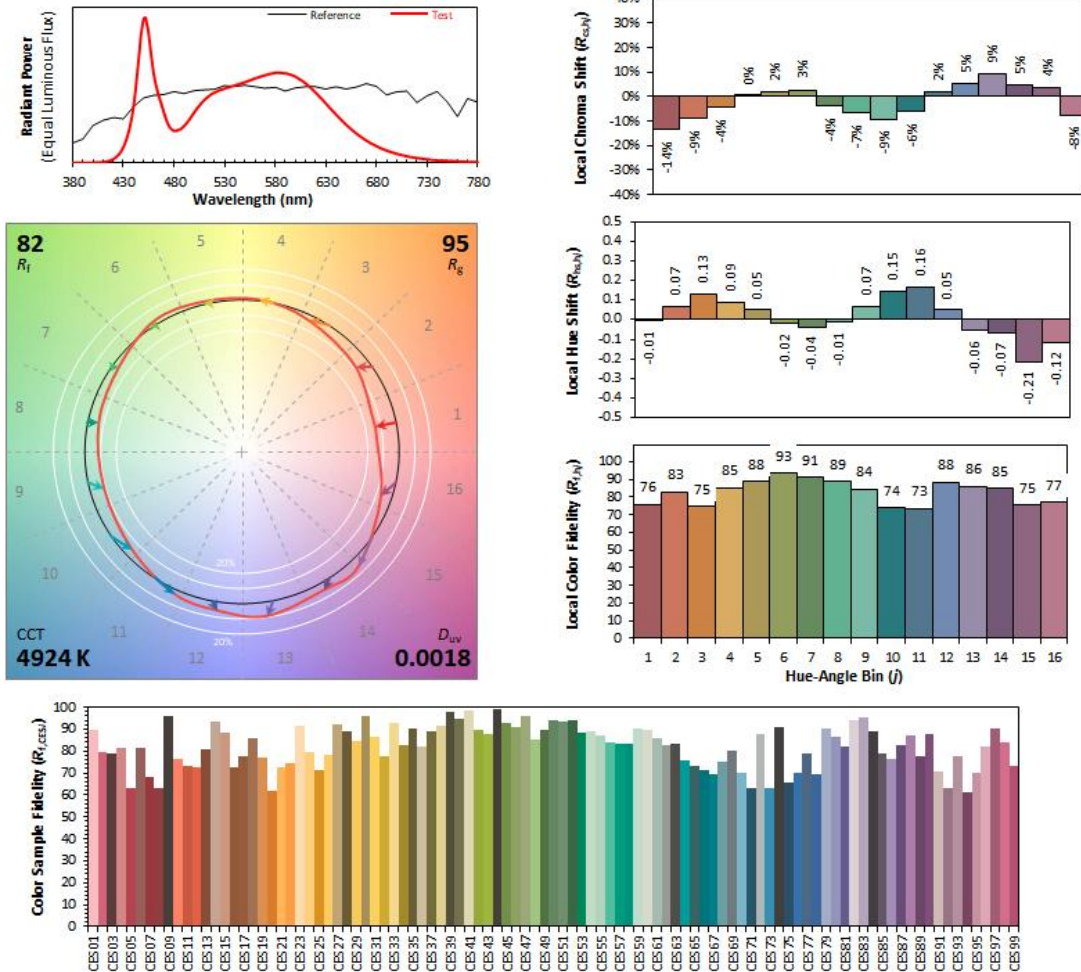 Reference Test
Radiant Power
(Equal Luminous Flux)
380 430 480 530 580 630 680 730 780
Wavelength (nm)
Local Chroma Shift (Rcs,hj)
40%
30%
20%
10%
0%
-10%
-20%
-30%
-40%
-14% -9% -4% 0% 2% 3% -4% -7% -9% -6% 2% 5% 9% 5% 4% -8%
82
Rf
95
Rg
5 4
6 3
7 2
8 1
9 16
10 15
11 14
12 13
20%
20%
CCT
4924 K
Duv
0.0018
Local Hue Shift (Rhs,hj)
0.5
0.4
0.3
0.2
0.1
0.0
-0.1
-0.2
-0.3
-0.4
-0.5
-0.01 0.07 0.13 0.09 0.05 -0.02 -0.04 -0.01 0.07 0.15 0.16 0.05 -0.06 -0.07 -0.21 -0.12
Local Color Fidelity (Rf,hj)
100
90
80
70
60
50
40
30
20
10
0
76 83 75 85 88 93 91 89 84 74 73 88 86 85 75 77
1 2 3 4 5 6 7 8 9 10 11 12 13 14 15 16
Hue-Angle Bin (j)
Color Sample Fidelity (Rf,CESi)
100
90
80
70
60
50
40
30
20
10
0
CES01 CES03 CES05 CES07 CES09 CES11 CES13 CES15 CES17 CES19 CES21 CES23 CES25 CES27 CES29 CES31 CES33 CES35 CES37 CES39 CES41 CES43 CES45 CES47 CES49 CES51 CES53 CES55 CES57 CES59 CES61 CES63 CES65 CES67 CES69 CES71 CES73 CES75 CES77 CES79 CES81 CES83 CES85 CES87 CES89 CES91 CES93 CES95 CES97 CES99